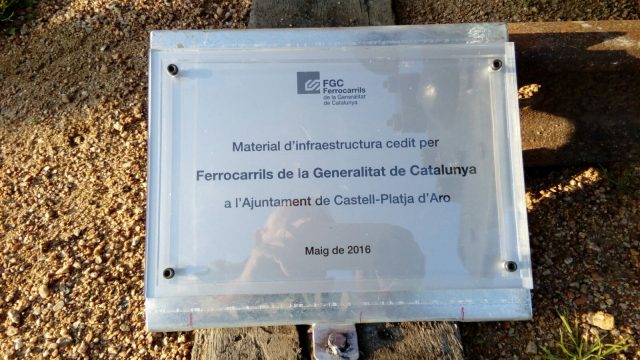 FGC
Ferrocarrils
de la Generalitat
de Catalunya
Material d'infraestructura cedit per
Ferrocarrils de la Generalitat de Catalunya
a l'Ajuntament de Castell-Platja d'Aro
Maig de 2016